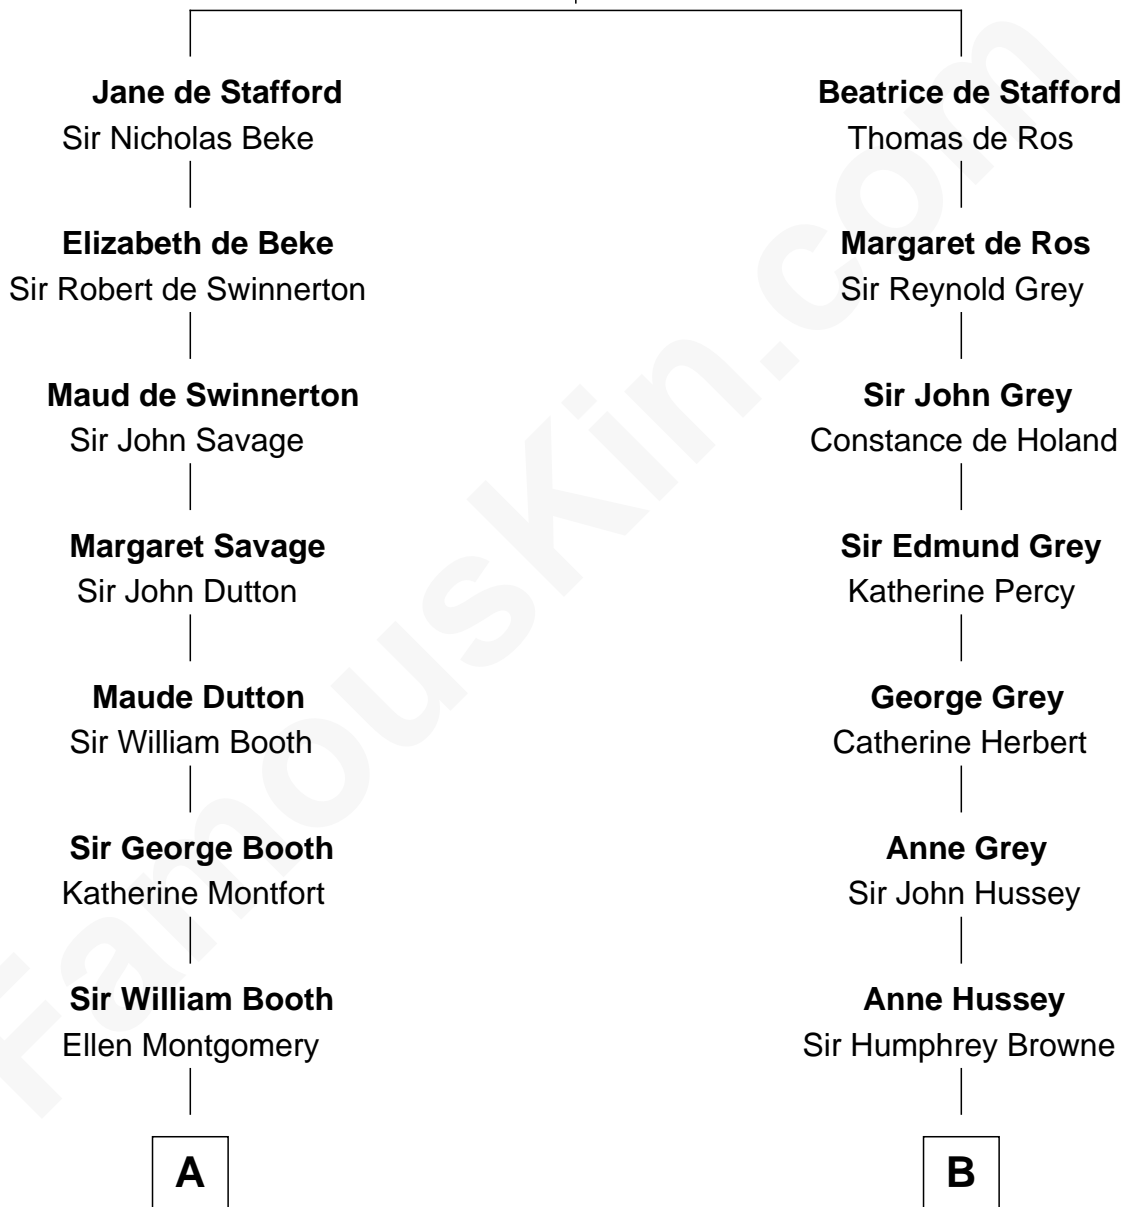 Jane de Stafford
Sir Nicholas Beke
Elizabeth de Beke
Sir Robert de Swinnerton
Maud de Swinnerton
Sir John Savage
Margaret Savage
Sir John Dutton
Maude Dutton
Sir William Booth
Sir George Booth
Katherine Montfort
Sir William Booth
Ellen Montgomery
A
Beatrice de Stafford
Thomas de Ros
Margaret de Ros
Sir Reynold Grey
Sir John Grey
Constance de Holand
Sir Edmund Grey
Katherine Percy
George Grey
Catherine Herbert
Anne Grey
Sir John Hussey
Anne Hussey
Sir Humphrey Browne
B
FamousKin.com